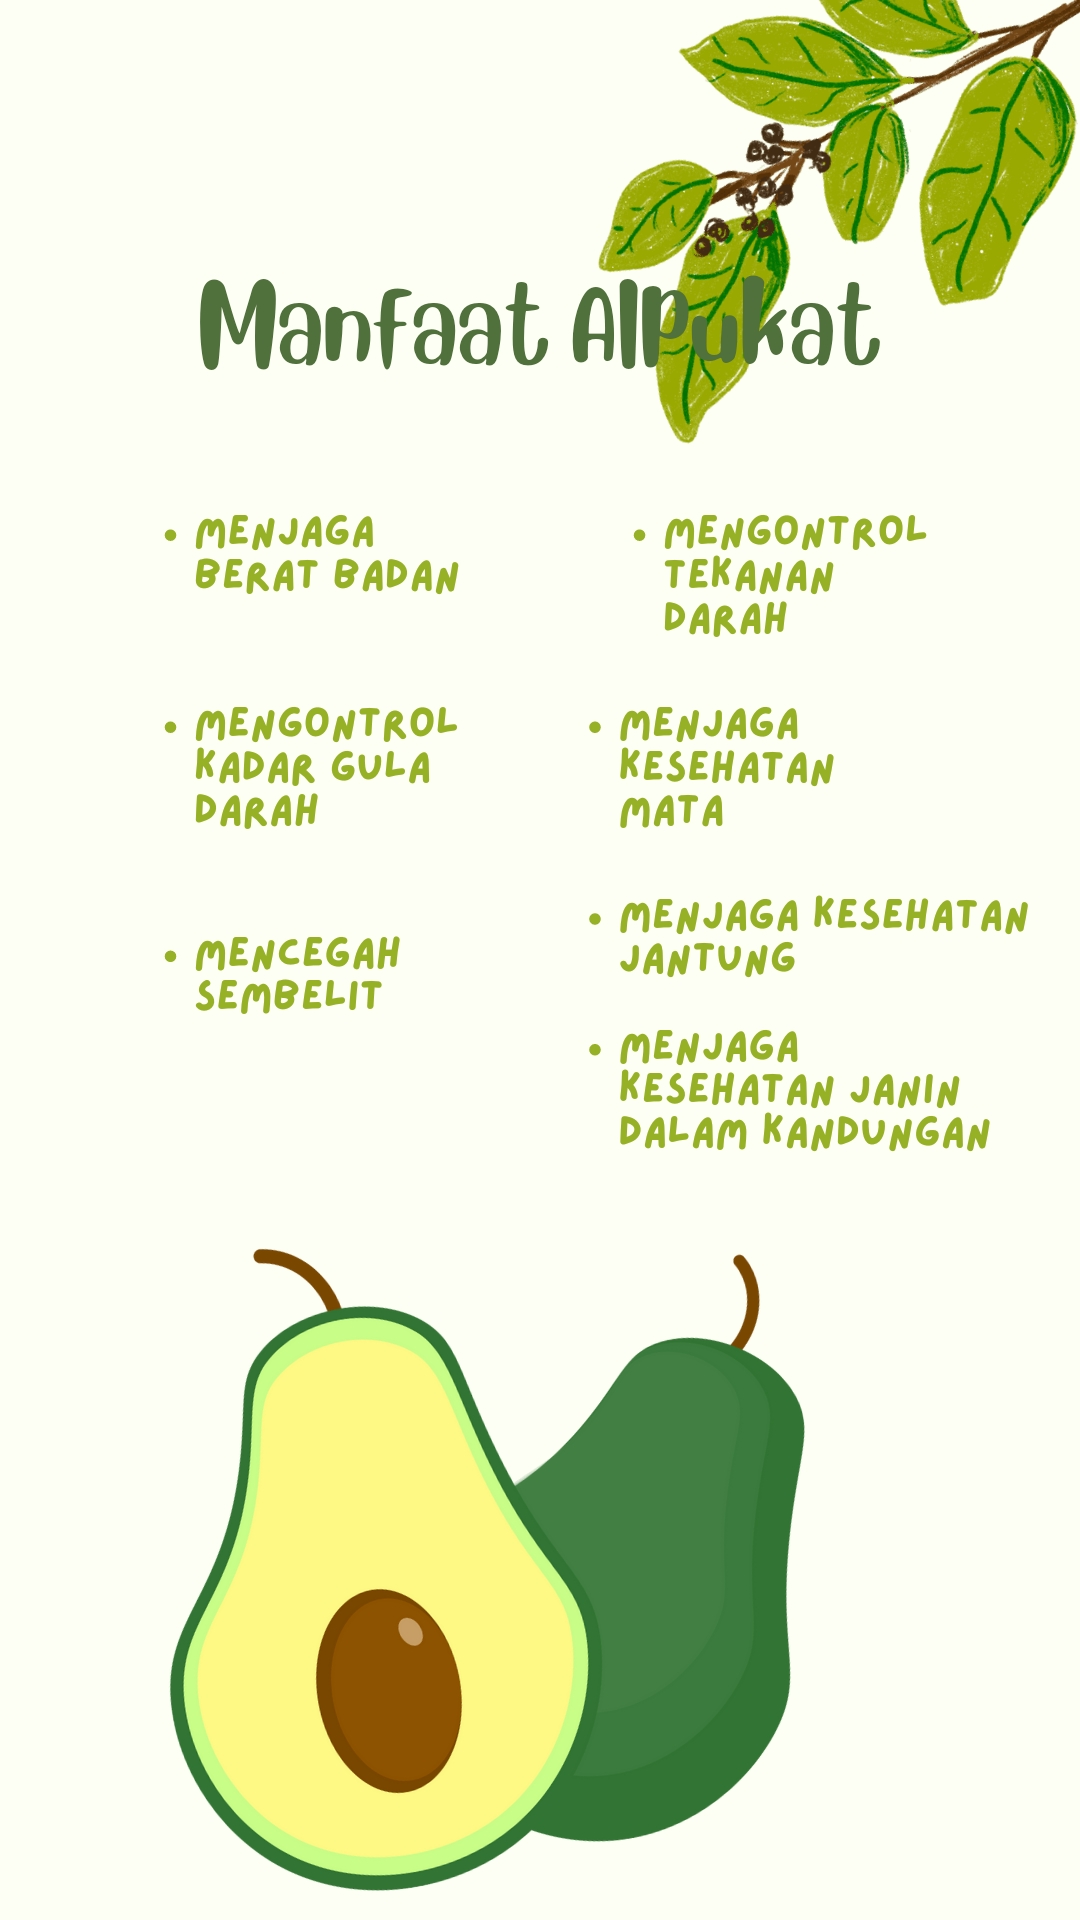 Manfaat AlPukat
• MENJAGA
BERAT BADAN
• MENGONTROL
KADAR GULA
DARAH
• MENCEGAH
SEMBELIT
• MENGONTROL
TEKANAN
DARAH
• MENJAGA
KESEHATAN
MATA
• MENJAGA KESEHATAN
JANTUNG
• MENJAGA
KESEHATAN JANIN
DALAM KANDUNGAN